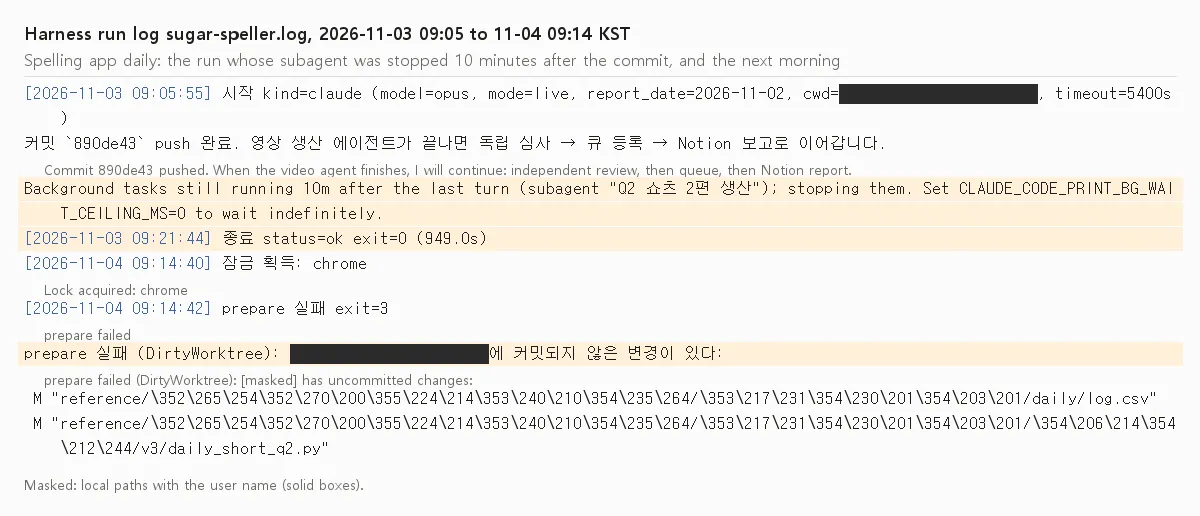 Harness run log sugar-speller.log, 2026-11-03 09:05 to 11-04 09:14 KST
Spelling app daily: the run whose subagent was stopped 10 minutes after the commit, and the next morning
[2026-11-03 09:05:55] 시작 kind=claude (model=opus, mode=live, report_date=2026-11-02, cwd=, timeout=5400s
)
커밋 `890de43` push 완료. 영상 생산 에이전트가 끝나면 독립 심사 → 큐 등록 → Notion 보고로 이어갑니다.
Commit 890de43 pushed. When the video agent finishes, I will continue: independent review, then queue, then Notion report.
Background tasks still running 10m after the last turn (subagent "Q2 쇼츠 2편 생산"); stopping them. Set CLAUDE_CODE_PRINT_BG_WAI
T_CEILING_MS=0 to wait indefinitely.
[2026-11-03 09:21:44] 종료 status=ok exit=0 (949.0s)
[2026-11-04 09:14:40] 잠금 획득: chrome
Lock acquired: chrome
[2026-11-04 09:14:42] prepare 실패 exit=3
prepare failed
prepare 실패 (DirtyWorktree): 에 커밋되지 않은 변경이 있다:
prepare failed (DirtyWorktree): [masked] has uncommitted changes:
M "reference/\352\265\254\352\270\200\355\224\214\353\240\210\354\235\264/\353\217\231\354\230\201\354\203\201/daily/log.csv"
M "reference/\352\265\254\352\270\200\355\224\214\353\240\210\354\235\264/\353\217\231\354\230\201\354\203\201/\354\206\214\354
\212\244/v3/daily_short_q2.py"
Masked: local paths with the user name (solid boxes).